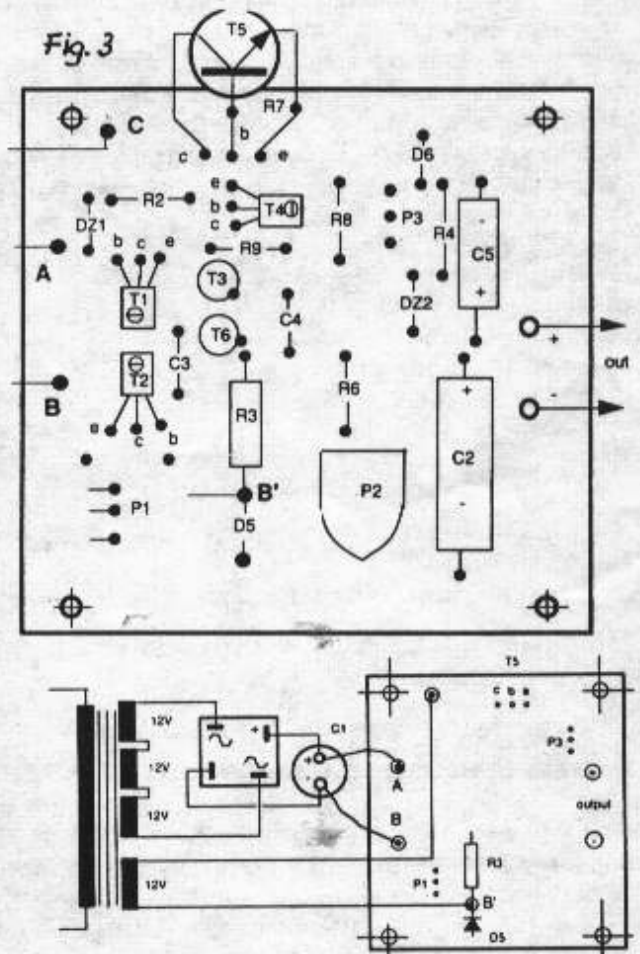 Fig. 3
T5
R7
C
c
b
e
D6
e
b
c
T4
R2
DZ1
R8
P3
R4
C5
-
+
A
b
c
e
R9
T3
C4
DZ2
T1
T6
C3
T2
+
out
-
B
R3
R6
+
C2
-
e
c
b
B'
P2
P1
D5
T5
12V
12V
12V
12V
+
C1
+
c b e
P3
A
+
output
B
-
R3
P1
B'
D5